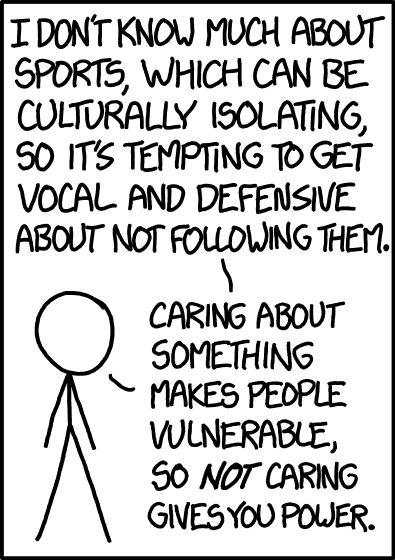 I DON'T KNOW MUCH ABOUT
SPORTS, WHICH CAN BE
CULTURALLY ISOLATING,
SO IT'S TEMPTING TO GET
VOCAL AND DEFENSIVE
ABOUT NOT FOLLOWING THEM.
CARING ABOUT
SOMETHING
MAKES PEOPLE
VULNERABLE,
SO NOT CARING
GIVES YOU POWER.